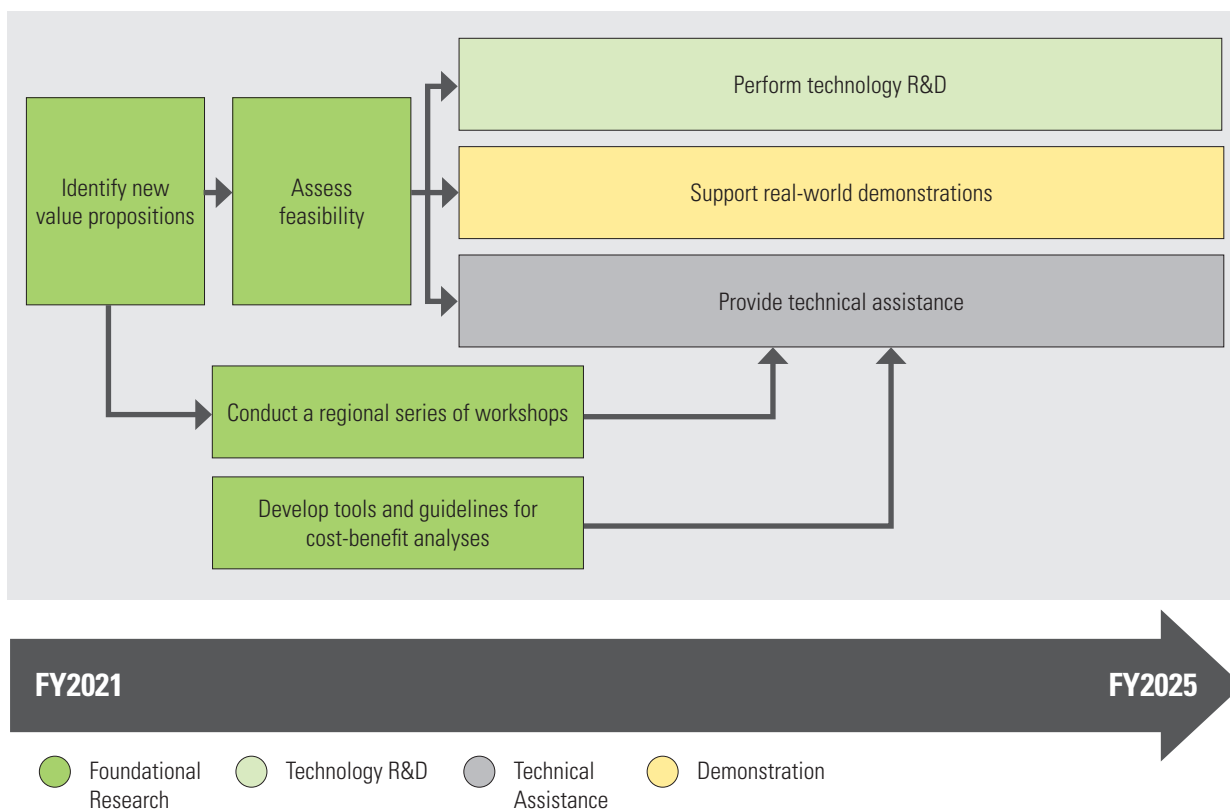 Perform technology R&D
Identify new
value propositions
Assess
feasibility
Support real-world demonstrations
Provide technical assistance
Conduct a regional series of workshops
Develop tools and guidelines for
cost-benefit analyses
FY2021
FY2025
Foundational
Research
Technology R&D
Technical
Assistance
Demonstration